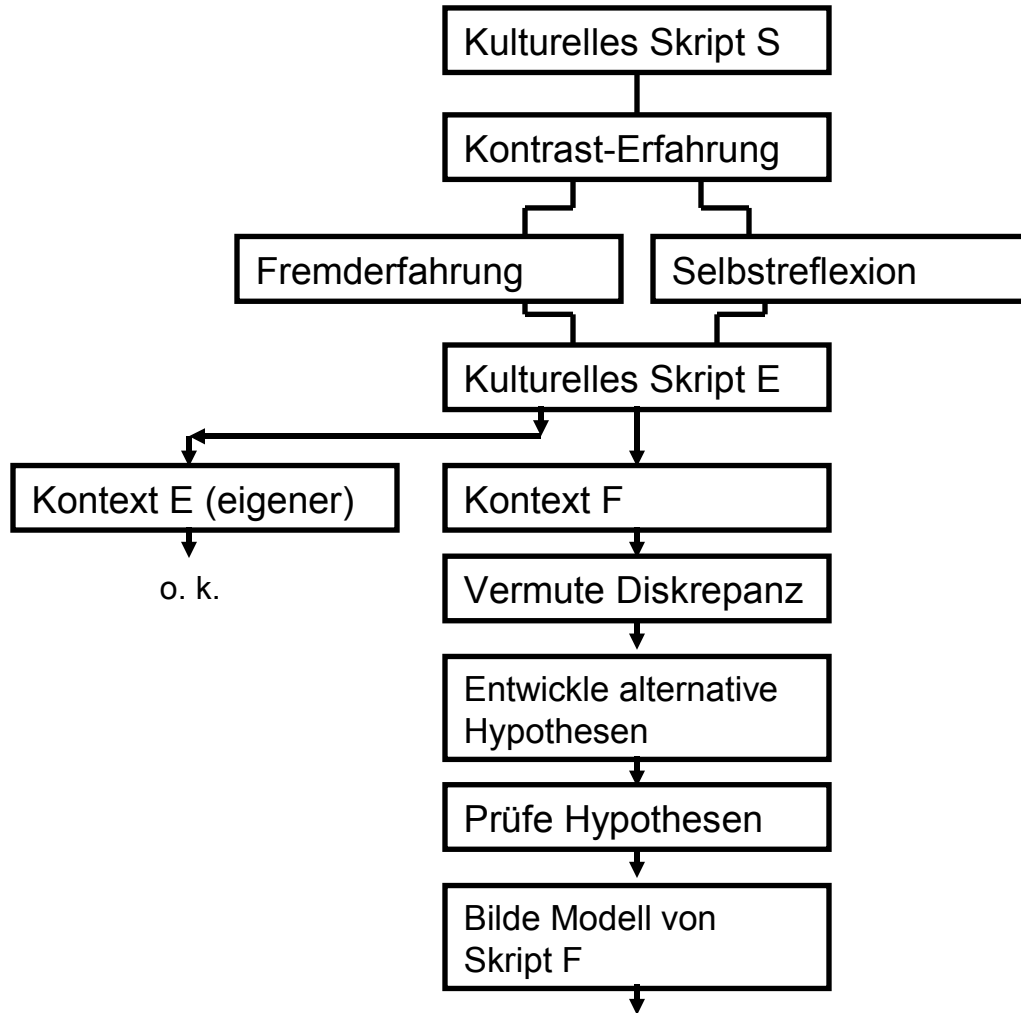 Kulturelles Skript S
Kontrast-Erfahrung
Fremderfahrung
Selbstreflexion
Kulturelles Skript E
Kontext E (eigener)
Kontext F
o. k.
Vermute Diskrepanz
Entwickle alternative
Hypothesen
Prüfe Hypothesen
Bilde Modell von
Skript F